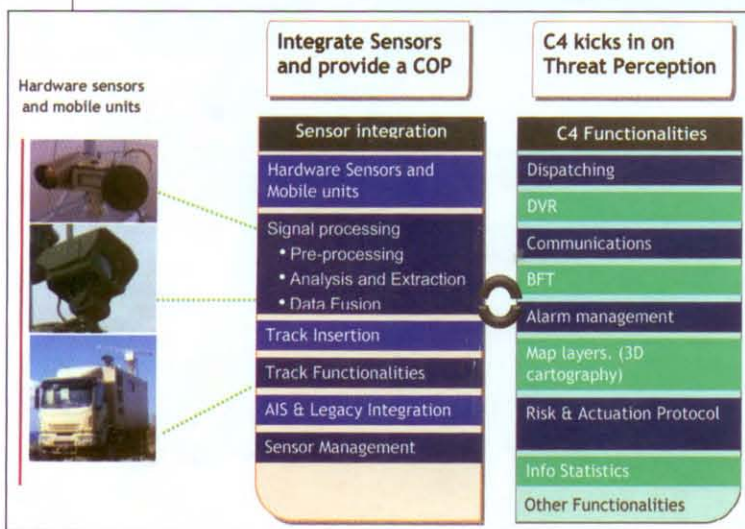 Hardware sensors
and mobile units
Integrate Sensors
and provide a COP
Sensor integration
Hardware Sensors and
Mobile units
Signal processing
• Pre-processing
• Analysis and Extraction
• Data Fusion
Track Insertion
Track Functionalities
AIS & Legacy Integration
Sensor Management
C4 kicks in on
Threat Perception
C4 Functionalities
Dispatching
DVR
Communications
BFT
Alarm management
Map layers. (3D
cartography)
Risk & Actuation Protocol
Info Statistics
Other Functionalities